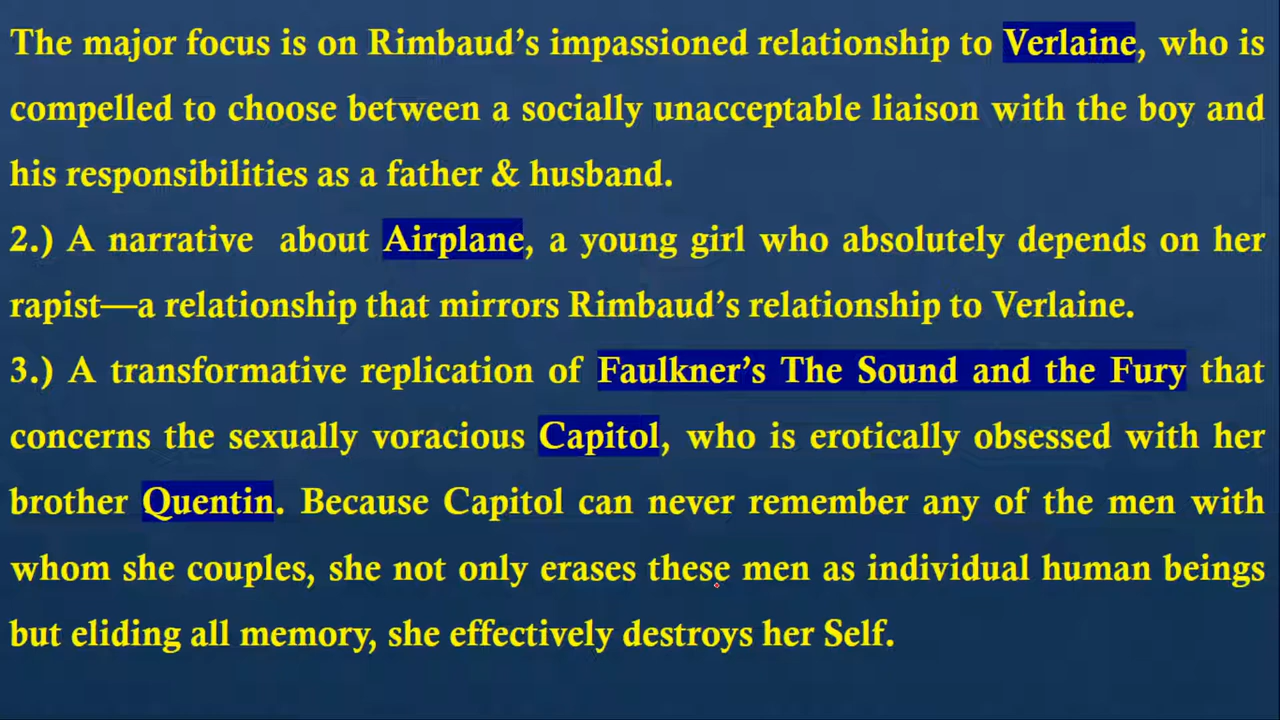 The major focus is on Rimbaud’s impassioned relationship to Verlaine, who is
compelled to choose between a socially unacceptable liaison with the boy and
his responsibilities as a father & husband.
2.) A narrative about Airplane, a young girl who absolutely depends on her
rapist—a relationship that mirrors Rimbaud’s relationship to Verlaine.
3.) A transformative replication of Faulkner’s The Sound and the Fury that
concerns the sexually voracious Capitol, who is erotically obsessed with her
brother Quentin. Because Capitol can never remember any of the men with
whom she couples, she not only erases these men as individual human beings
but eliding all memory, she effectively destroys her Self.